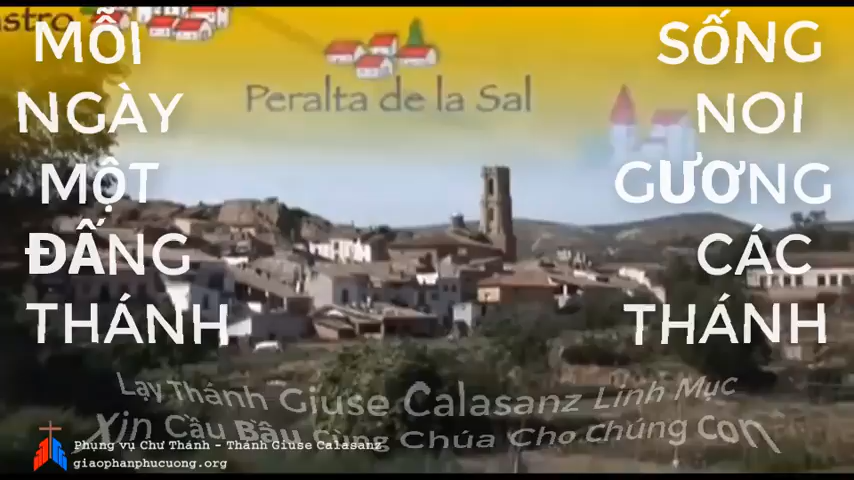 astro
Peralta de la Sal
MỖI
NGÀY
MỘT
ĐẤNG
THÁNH
SỐNG
NOI
GƯƠNG
CÁC
THÁNH
Lạy Thánh Giuse Calasanz Linh Mục
Xin Cầu Bầu Cùng Chúa Cho Chúng Con
Phụng vụ Chư Thánh - Thánh Giuse Calasanz
giaophanphucuong.org